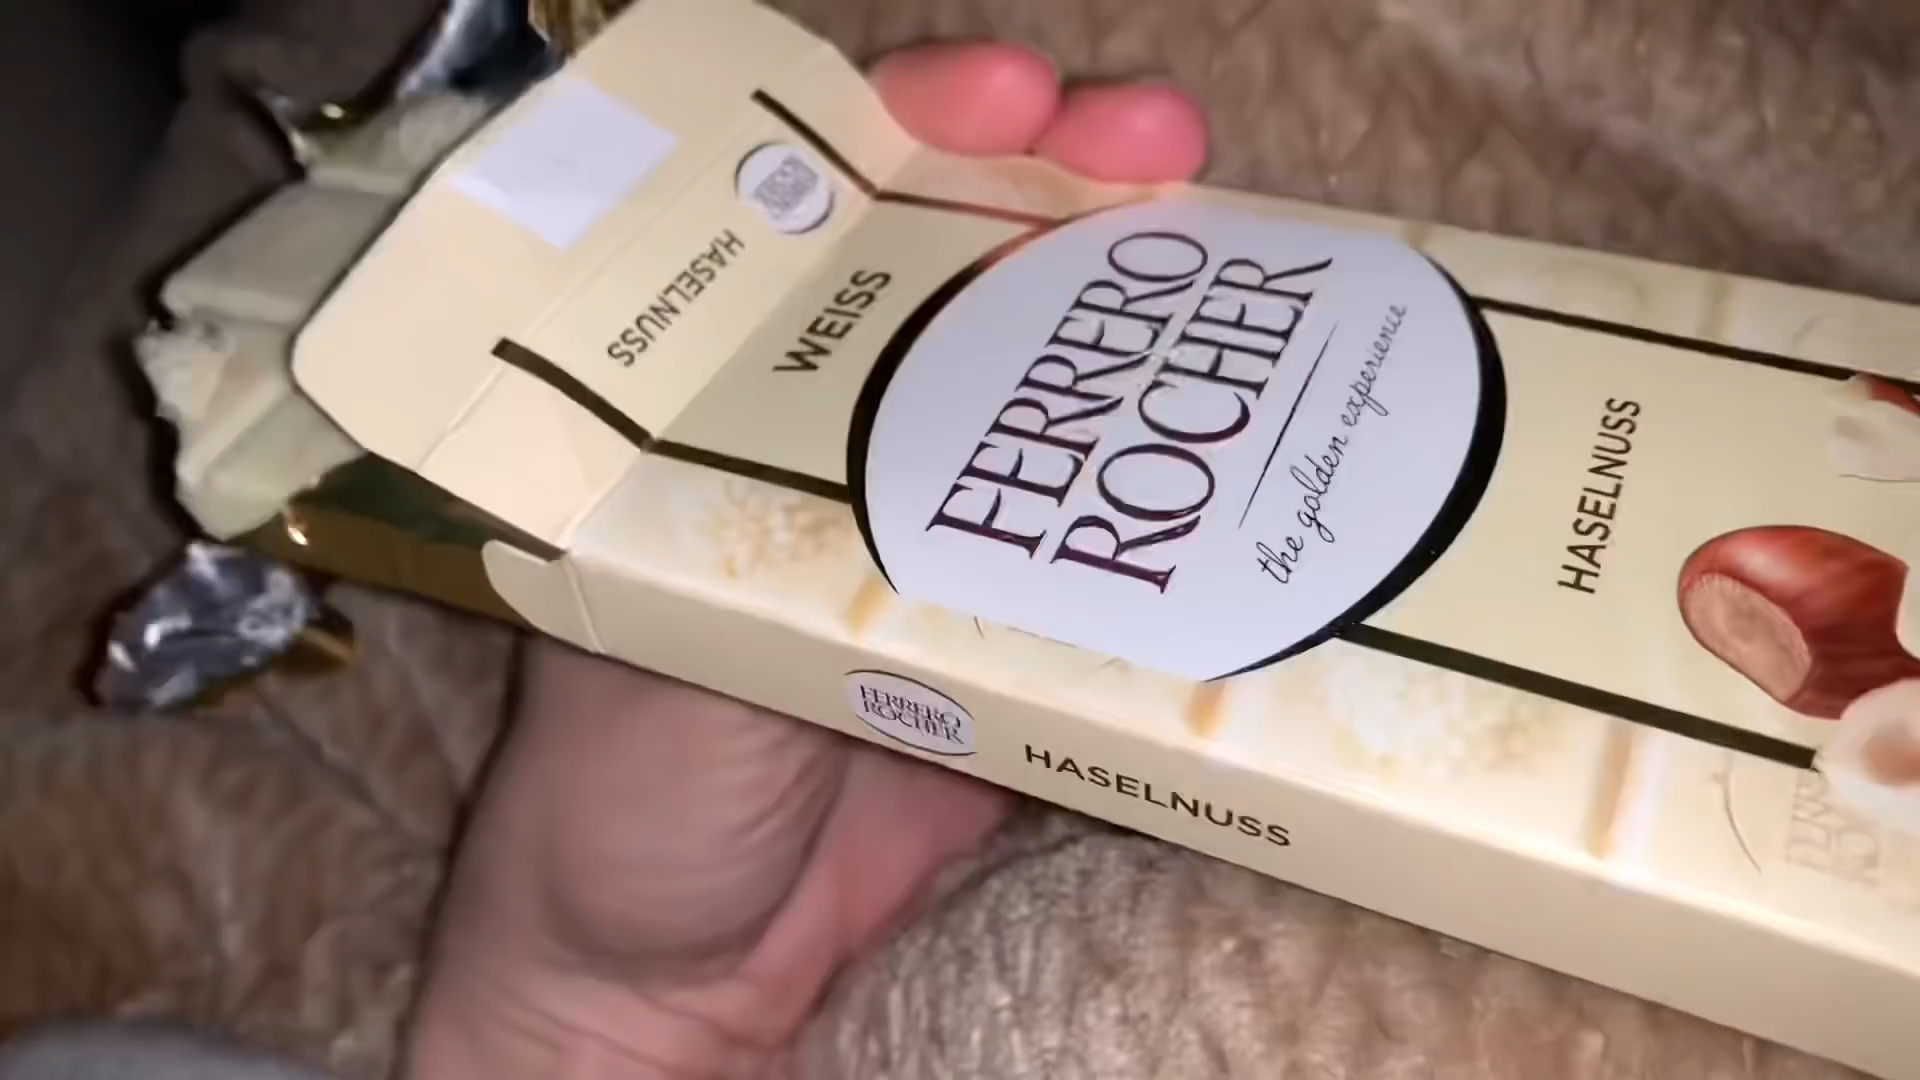 HASELNUSS
WEISS
FERRERO
ROCHER
the golden experience
HASELNUSS
FERRERO
ROCHER
HASELNUSS